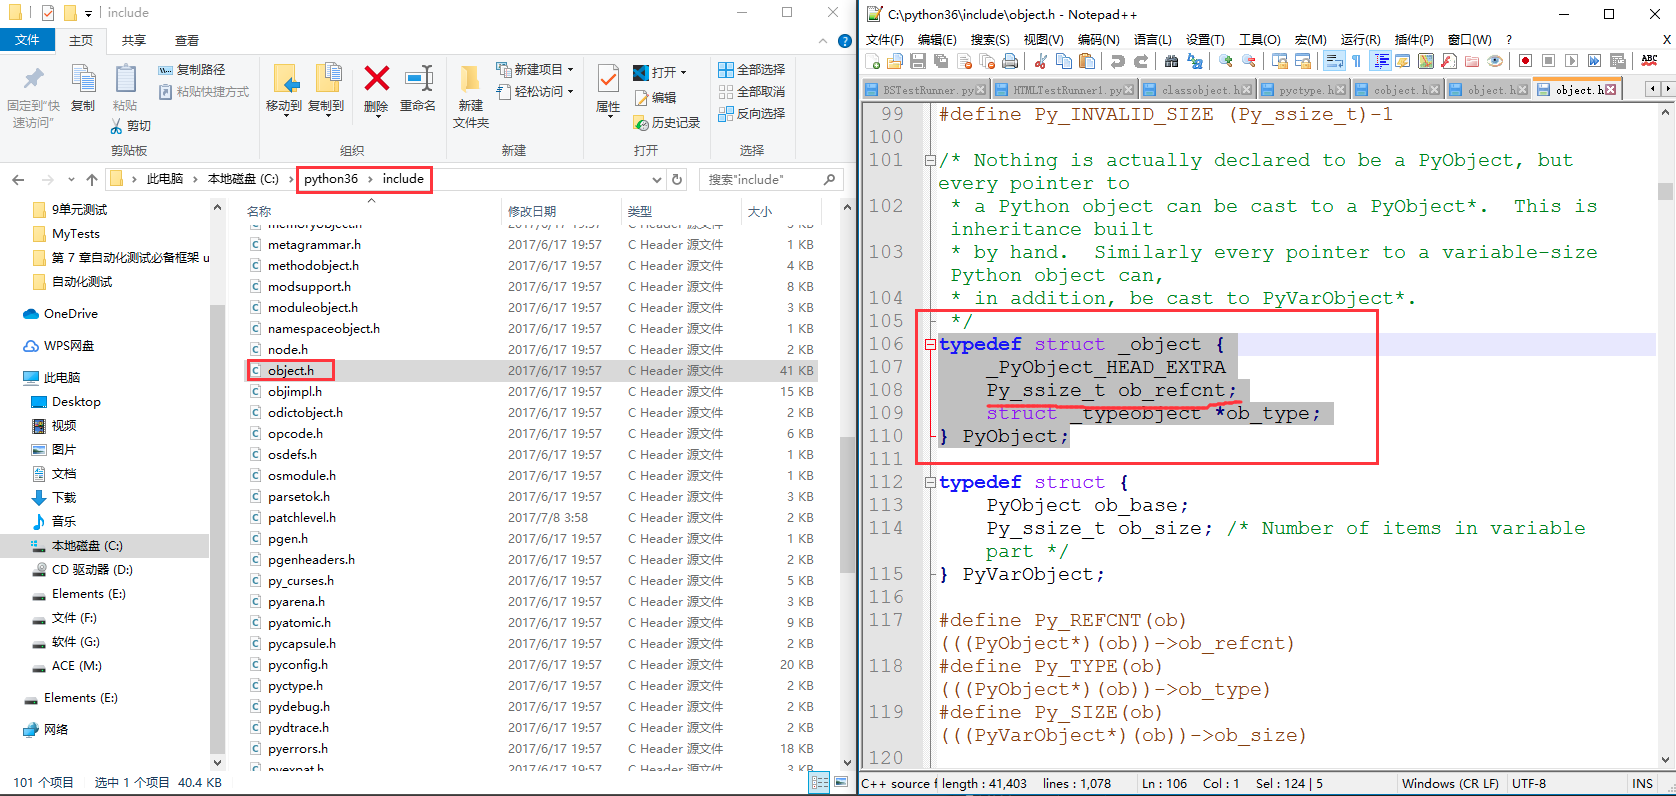 include
文件 主页 共享 查看
固定到"快速访问"
复制
粘贴
复制路径
粘贴快捷方式
剪切
剪贴板
移动到 复制到 删除 重命名
组织
新建文件夹
新建项目
轻松访问
新建
属性
打开
编辑
历史记录
打开
全部选择
全部取消
反向选择
选择
此电脑 › 本地磁盘 (C:) › python36 › include
搜索"include"
9单元测试
MyTests
第 7 章自动化测试必备框架 u
自动化测试
OneDrive
WPS网盘
此电脑
Desktop
视频
图片
文档
下载
音乐
本地磁盘 (C:)
CD 驱动器 (D:)
Elements (E:)
文件 (F:)
软件 (G:)
ACE (M:)
Elements (E:)
网络
名称 修改日期 类型 大小
memoryobject.h 2017/6/17 19:57 C Header 源文件 3 KB
metagrammar.h 2017/6/17 19:57 C Header 源文件 1 KB
methodobject.h 2017/6/17 19:57 C Header 源文件 4 KB
modsupport.h 2017/6/17 19:57 C Header 源文件 8 KB
moduleobject.h 2017/6/17 19:57 C Header 源文件 3 KB
namespaceobject.h 2017/6/17 19:57 C Header 源文件 1 KB
node.h 2017/6/17 19:57 C Header 源文件 2 KB
object.h 2017/6/17 19:57 C Header 源文件 41 KB
objimpl.h 2017/6/17 19:57 C Header 源文件 15 KB
odictobject.h 2017/6/17 19:57 C Header 源文件 2 KB
opcode.h 2017/6/17 19:57 C Header 源文件 6 KB
osdefs.h 2017/6/17 19:57 C Header 源文件 1 KB
osmodule.h 2017/6/17 19:57 C Header 源文件 1 KB
parsetok.h 2017/6/17 19:57 C Header 源文件 3 KB
patchlevel.h 2017/7/8 3:58 C Header 源文件 2 KB
pgen.h 2017/6/17 19:57 C Header 源文件 1 KB
pgenheaders.h 2017/6/17 19:57 C Header 源文件 2 KB
py_curses.h 2017/6/17 19:57 C Header 源文件 5 KB
pyarena.h 2017/6/17 19:57 C Header 源文件 3 KB
pyatomic.h 2017/6/17 19:57 C Header 源文件 9 KB
pycapsule.h 2017/6/17 19:57 C Header 源文件 2 KB
pyconfig.h 2017/6/17 19:57 C Header 源文件 20 KB
pyctype.h 2017/6/17 19:57 C Header 源文件 2 KB
pydebug.h 2017/6/17 19:57 C Header 源文件 2 KB
pydtrace.h 2017/6/17 19:57 C Header 源文件 2 KB
pyerrors.h 2017/6/17 19:57 C Header 源文件 18 KB
pyexpat.h 2017/6/17 19:57 C Header 源文件 3 KB
101 个项目 选中 1 个项目 40.4 KB
C:\python36\include\object.h - Notepad++
文件(F) 编辑(E) 搜索(S) 视图(V) 编码(N) 语言(L) 设置(T) 工具(O) 宏(M) 运行(R) 插件(P) 窗口(W) ? X
ABC
BSTestRunner.py HTMLTestRunner1.py classobject.h pyctype.h cobject.h object.h object.h
99 #define Py_INVALID_SIZE (Py_ssize_t)-1
100
101 /* Nothing is actually declared to be a PyObject, but
every pointer to
102 * a Python object can be cast to a PyObject*.  This is
inheritance built
103 * by hand.  Similarly every pointer to a variable-size
Python object can,
104 * in addition, be cast to PyVarObject*.
105 */
106 typedef struct _object {
107 _PyObject_HEAD_EXTRA
108 Py_ssize_t ob_refcnt;
109 struct _typeobject *ob_type;
110 } PyObject;
111
112 typedef struct {
113 PyObject ob_base;
114 Py_ssize_t ob_size; /* Number of items in variable
part */
115 } PyVarObject;
116
117 #define Py_REFCNT(ob)
(((PyObject*)(ob))->ob_refcnt)
118 #define Py_TYPE(ob)
(((PyObject*)(ob))->ob_type)
119 #define Py_SIZE(ob)
(((PyVarObject*)(ob))->ob_size)
120
C++ source f length : 41,403 lines : 1,078 Ln : 106 Col : 1 Sel : 124 | 5 Windows (CR LF) UTF-8 INS